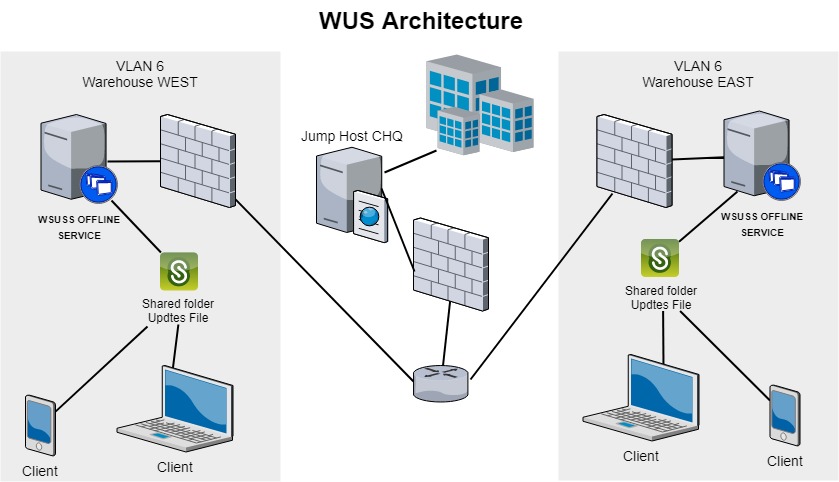 WUS Architecture
VLAN 6
Warehouse WEST
WSUSS OFFLINE
SERVICE
Shared folder
Updtes File
Client
Client
Jump Host CHQ
VLAN 6
Warehouse EAST
WSUSS OFFLINE
SERVICE
Shared folder
Updtes File
Client
Client